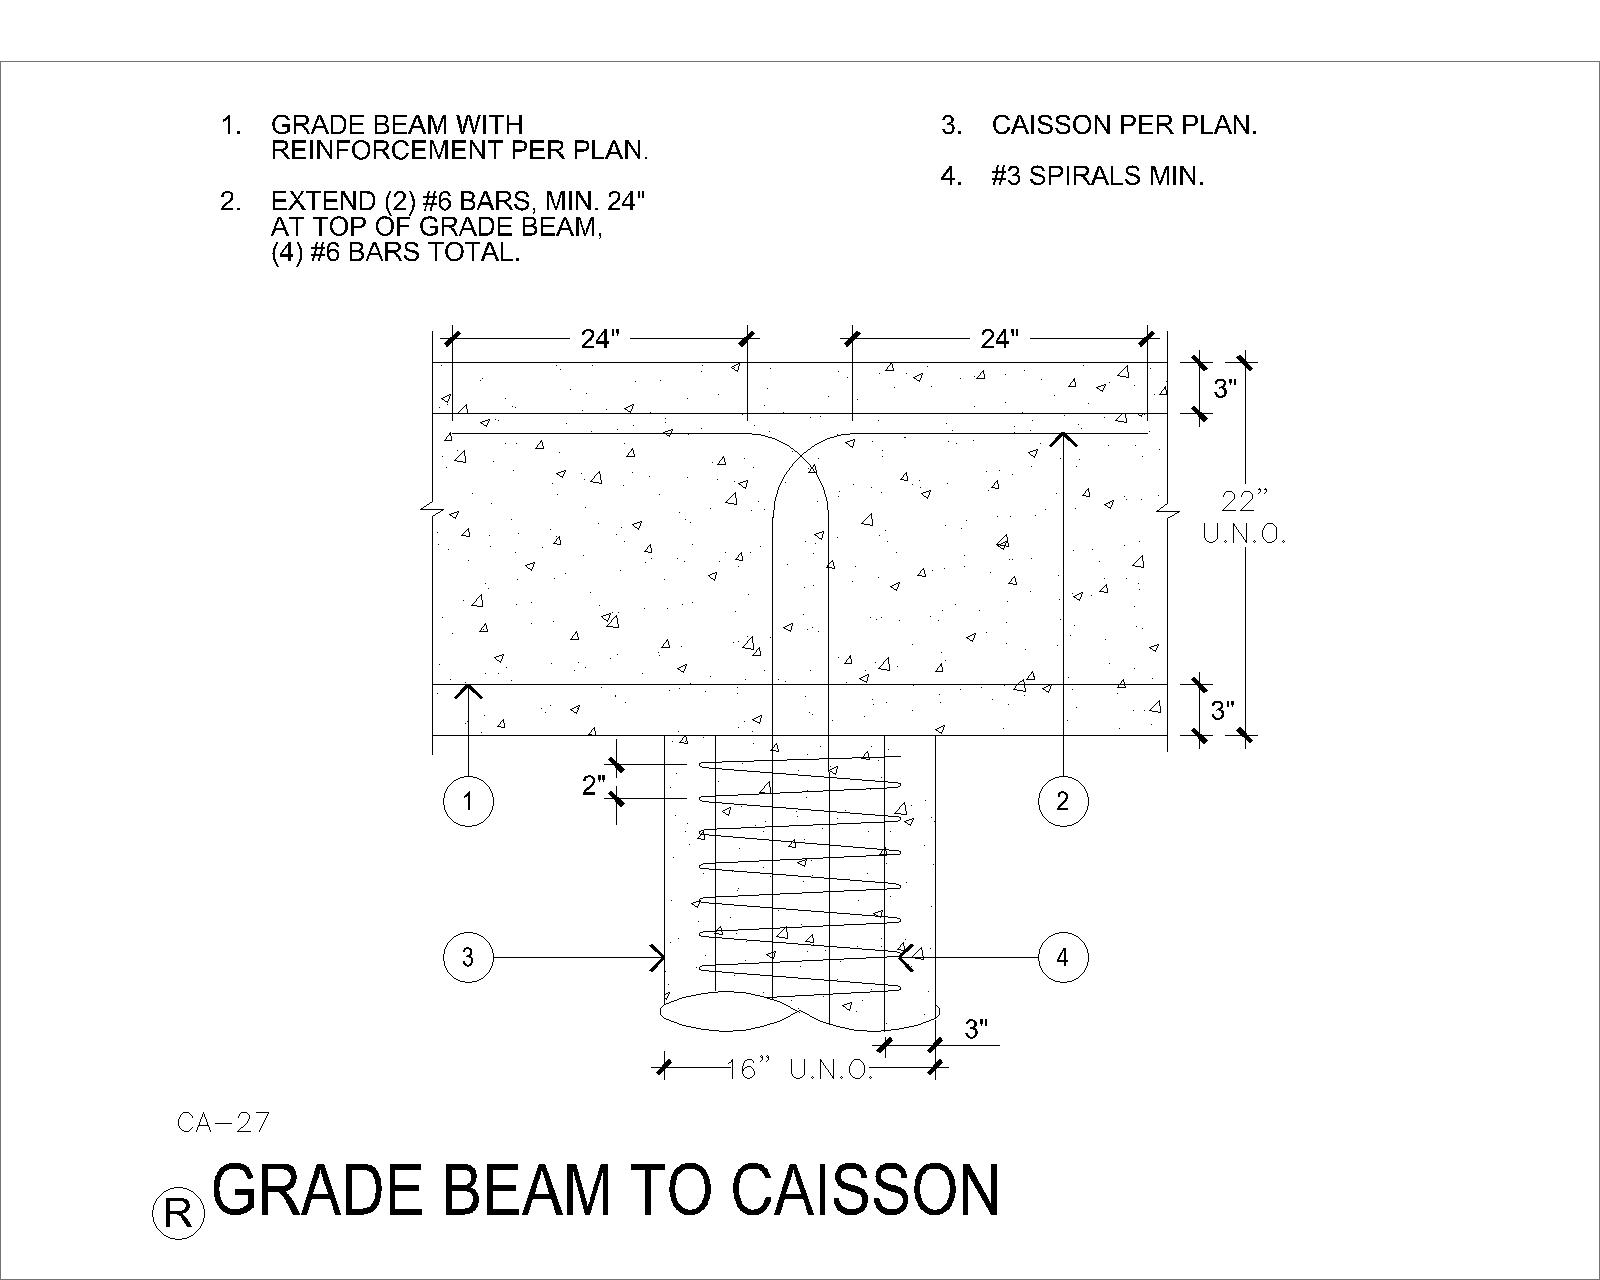 1. GRADE BEAM WITH
REINFORCEMENT PER PLAN.
2. EXTEND (2) #6 BARS, MIN. 24"
AT TOP OF GRADE BEAM,
(4) #6 BARS TOTAL.
3. CAISSON PER PLAN.
4. #3 SPIRALS MIN.
24"
24"
3"
22"
U.N.O.
3"
2"
1
2
3
4
3"
16" U.N.O.
CA-27
R
GRADE BEAM TO CAISSON